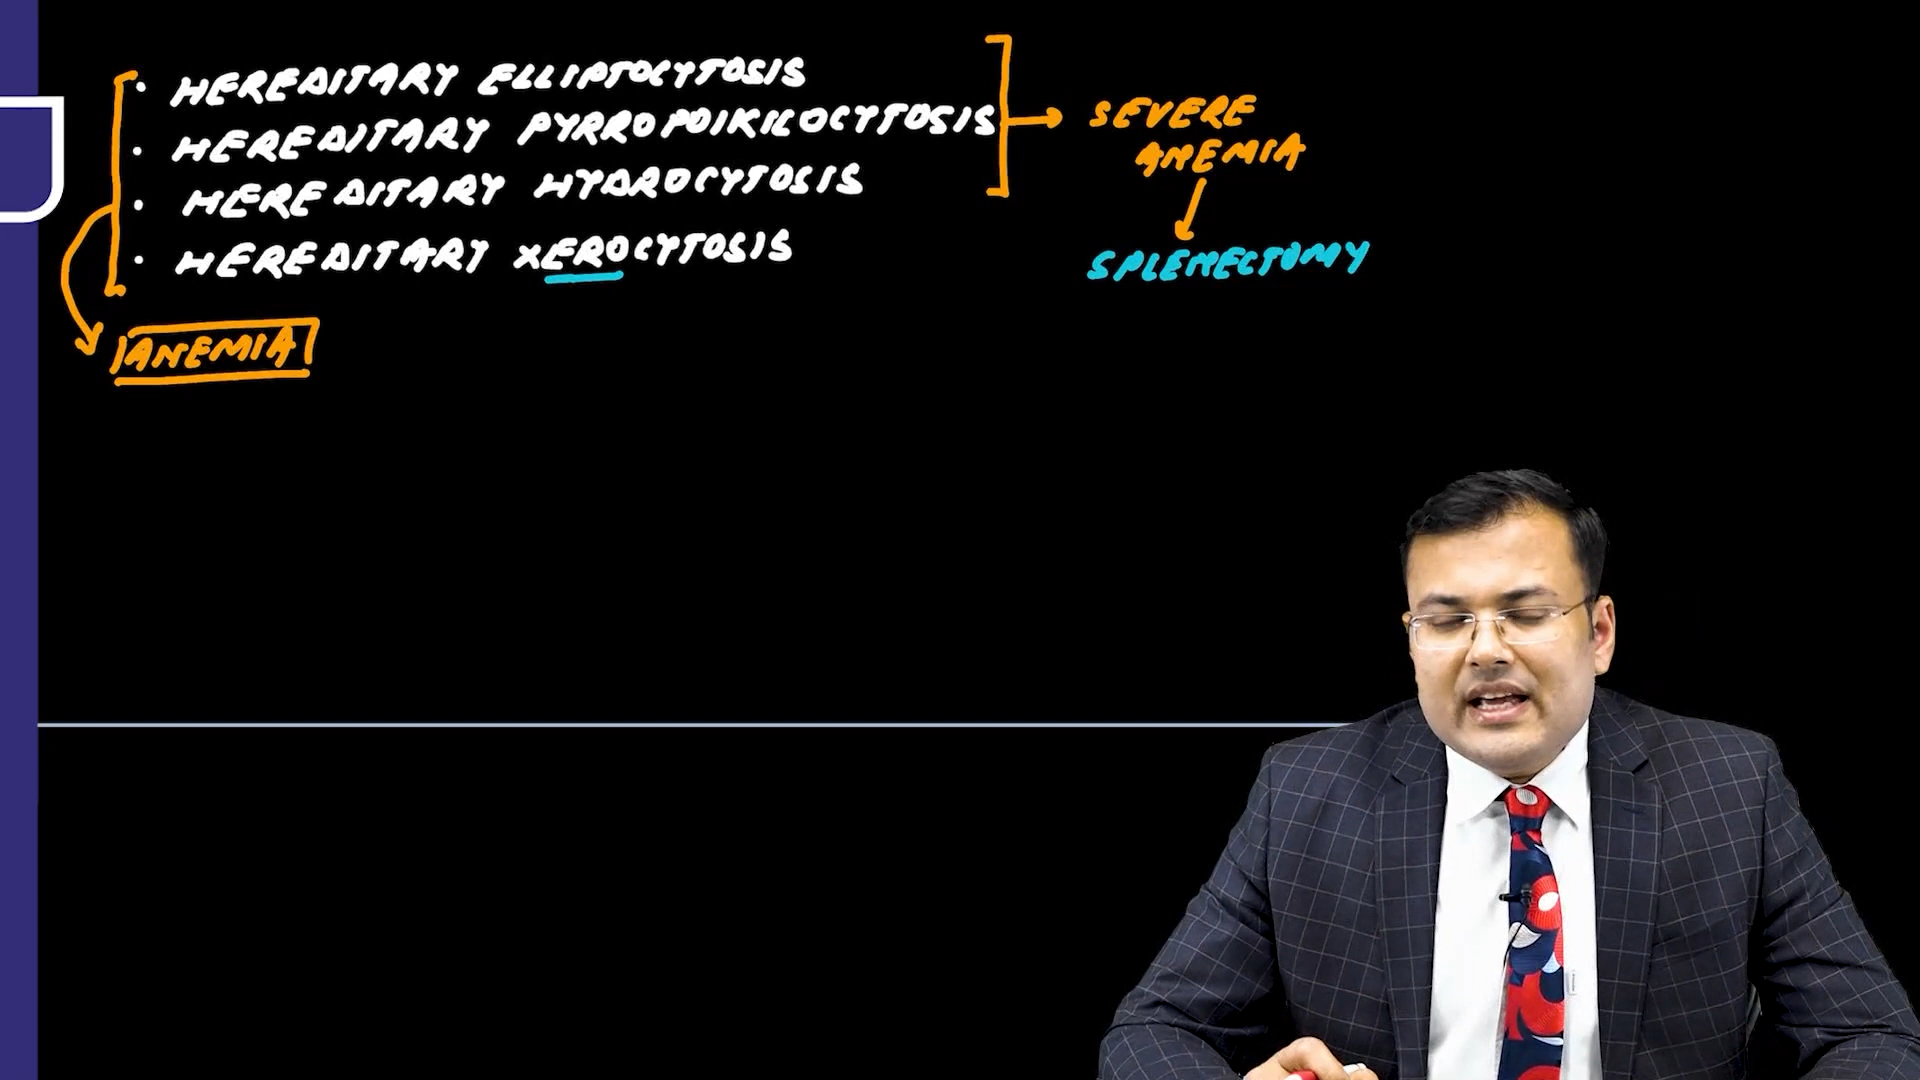 • HEREDITARY ELLIPTOCYTOSIS
• HEREDITARY PYRROPOIKILOCYTOSIS
• HEREDITARY HYDROCYTOSIS
• HEREDITARY XEROCYTOSIS
ANEMIA
SEVERE
ANEMIA
SPLENECTOMY